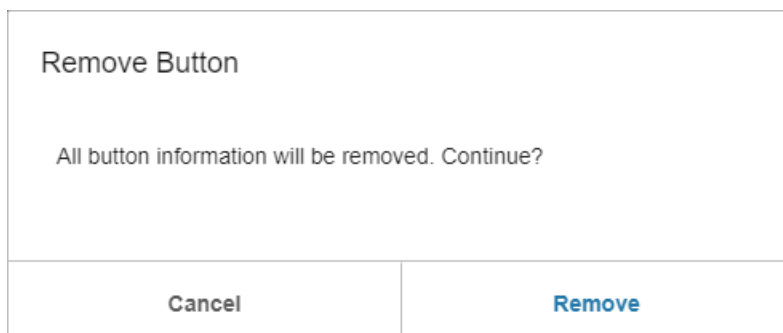 Remove Button
All button information will be removed. Continue?
Cancel
Remove